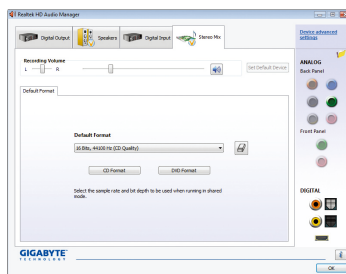 Realtek HD Audio Manager
Digital Output
Speakers
Digital Input
Stereo Mix
Device advanced
settings
Recording Volume
L
R
Set Default Device
ANALOG
Back Panel
Default Format
Default Format
16 Bits, 44100 Hz (CD Quality)
CD Format
DVD Format
Select the sample rate and bit depth to be used when running in shared
mode.
Front Panel
DIGITAL
GIGABYTE
TECHNOLOGY
i
OK